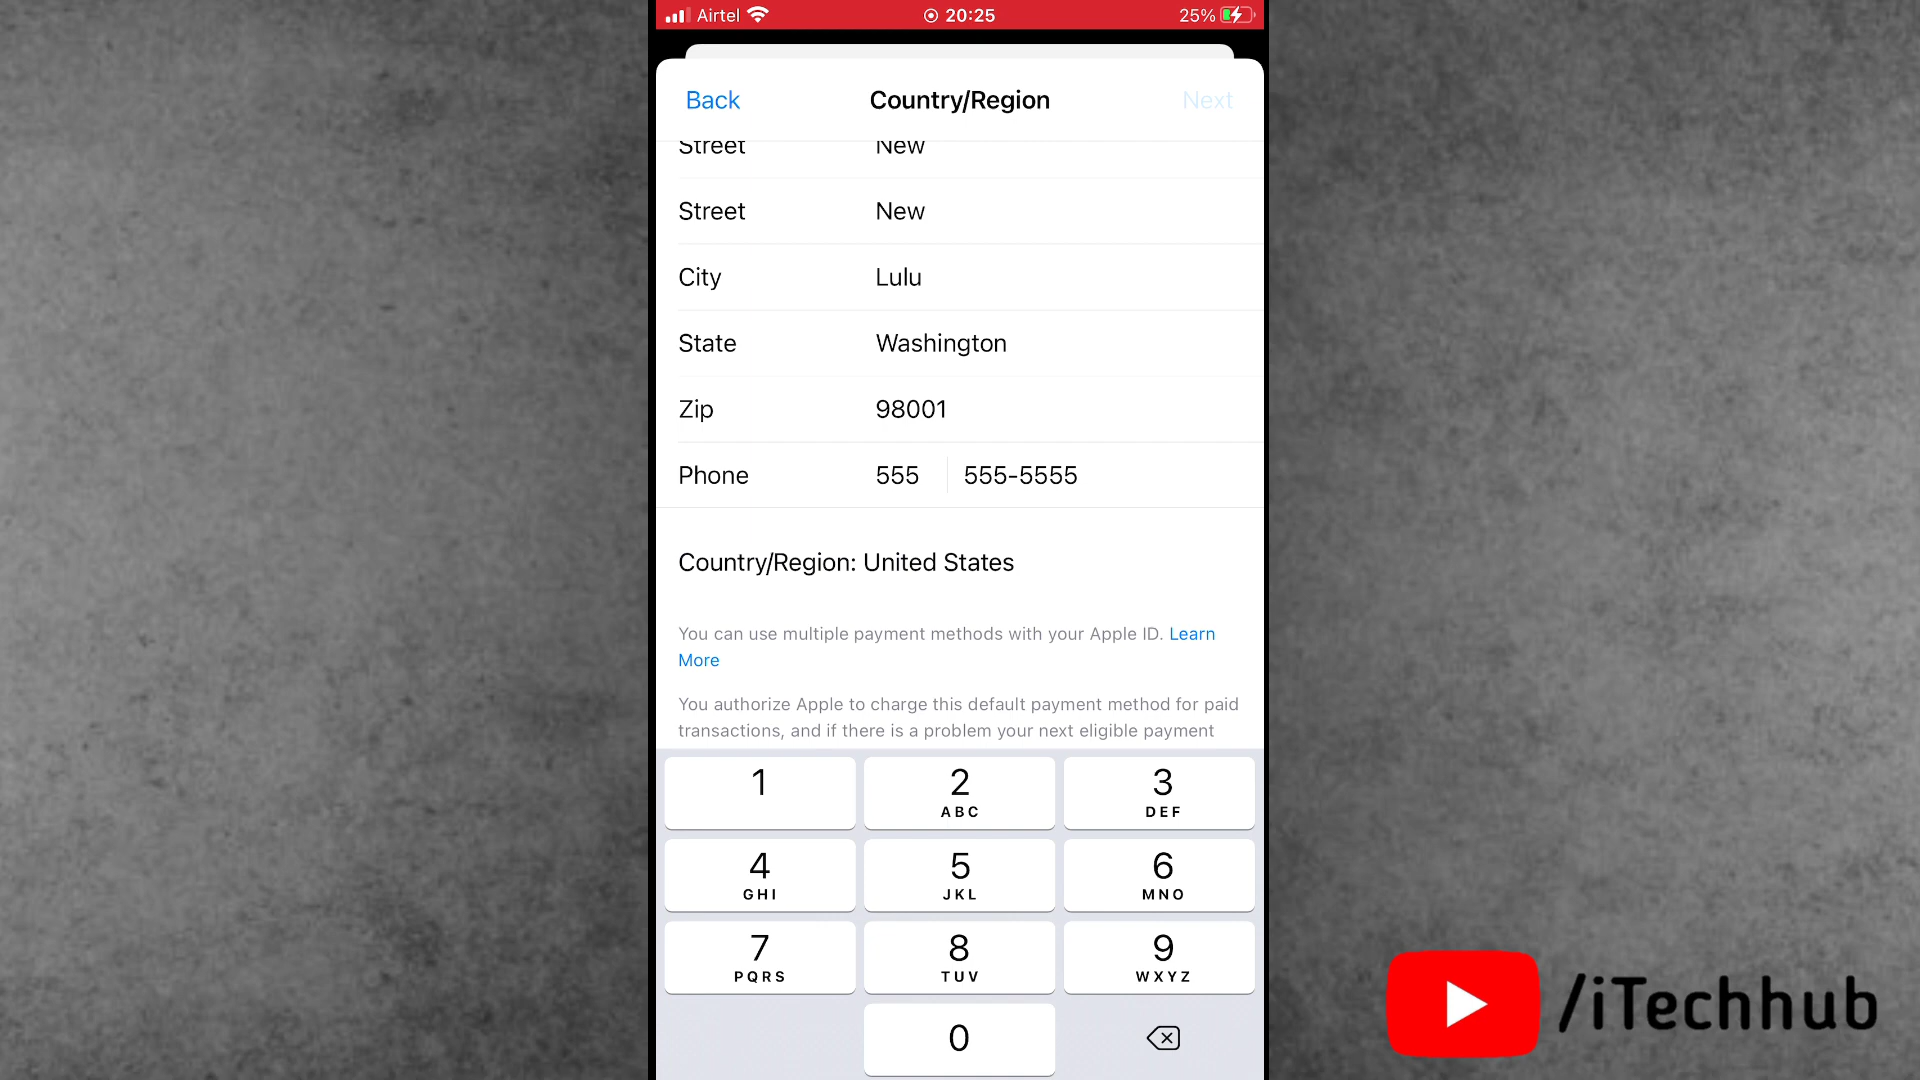 Airtel 20:25 25%
Back Country/Region Next
Street New
Street New
City Lulu
State Washington
Zip 98001
Phone 555 555-5555
Country/Region: United States
You can use multiple payment methods with your Apple ID. Learn
More
You authorize Apple to charge this default payment method for paid
transactions, and if there is a problem your next eligible payment
1 2 3
ABC DEF
4 5 6
GHI JKL MNO
7 8 9
PQRS TUV WXYZ
0
/iTechhub